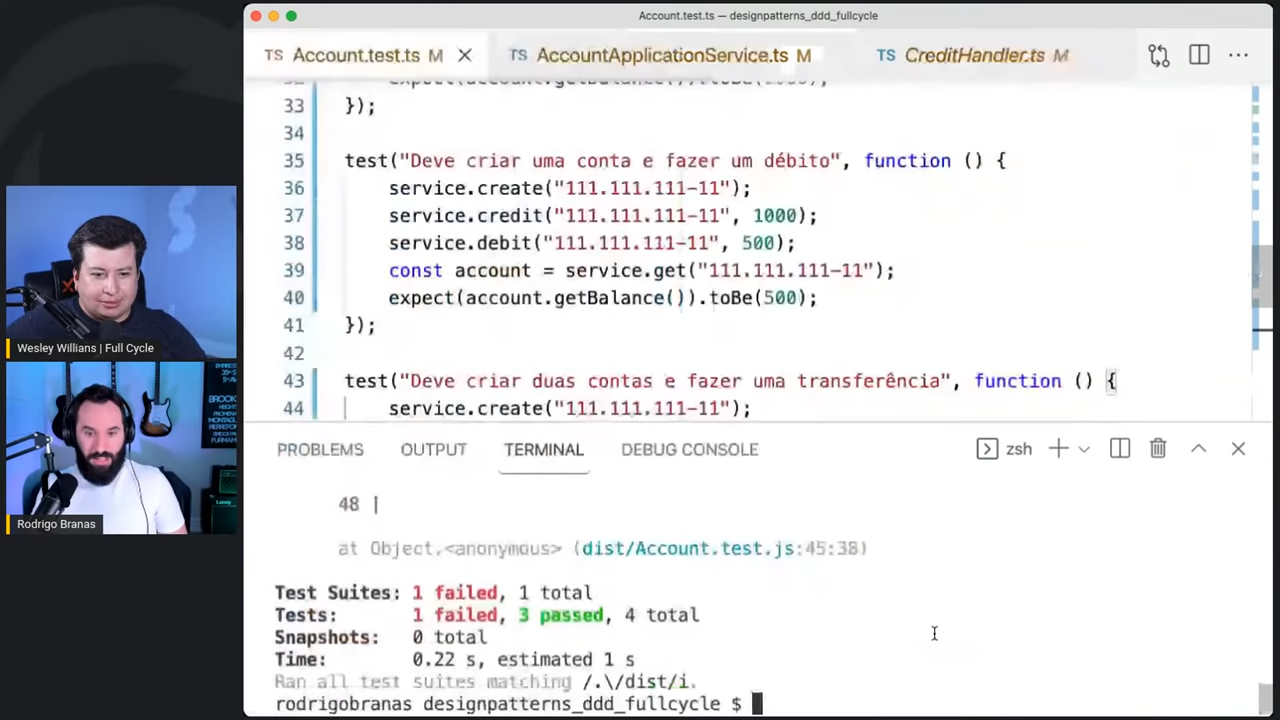 Account.test.ts — designpatterns_ddd_fullcycle
TS Account.test.ts M
TS AccountApplicationService.ts M
TS CreditHandler.ts M
33 });
34
35 test("Deve criar uma conta e fazer um débito", function () {
36 service.create("111.111.111-11");
37 service.credit("111.111.111-11", 1000);
38 service.debit("111.111.111-11", 500);
39 const account = service.get("111.111.111-11");
40 expect(account.getBalance()).toBe(500);
41 });
42
43 test("Deve criar duas contas e fazer uma transferência", function () {
44 service.create("111.111.111-11");
PROBLEMS OUTPUT TERMINAL DEBUG CONSOLE zsh
48 |
at Object.<anonymous> (dist/Account.test.js:45:38)
Test Suites: 1 failed, 1 total
Tests: 1 failed, 3 passed, 4 total
Snapshots: 0 total
Time: 0.22 s, estimated 1 s
Ran all test suites matching /.\/dist/i.
rodrigobranas designpatterns_ddd_fullcycle $
Wesley Willians | Full Cycle
Rodrigo Branas